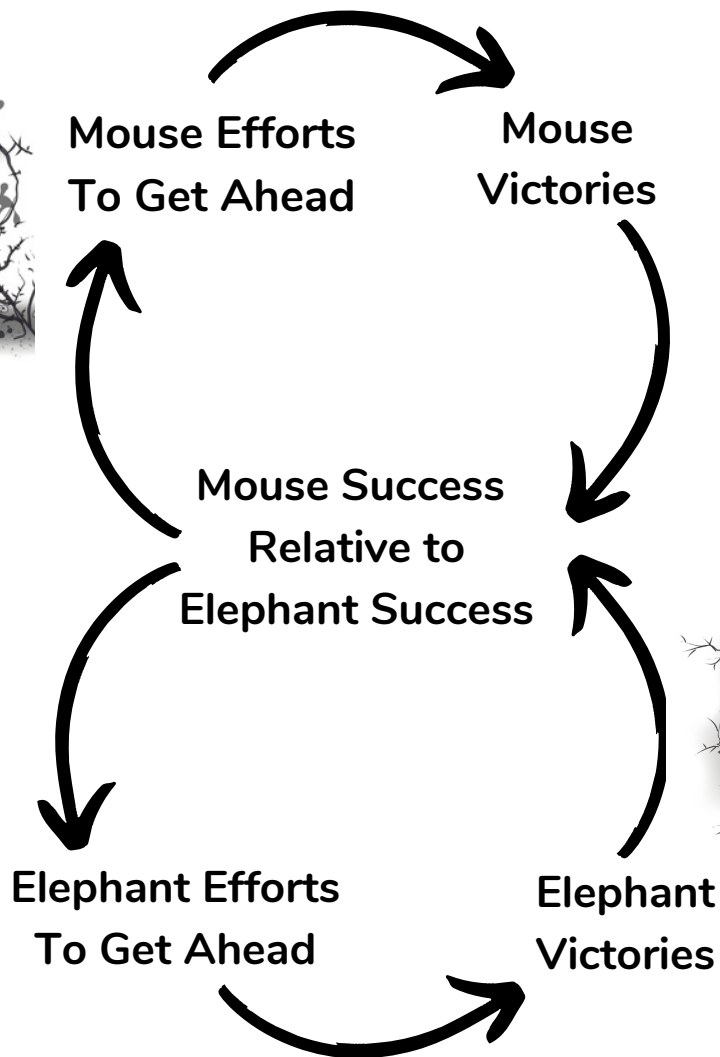 Mouse Efforts
To Get Ahead
Mouse
Victories
Mouse Success
Relative to
Elephant Success
Elephant Efforts
To Get Ahead
Elephant
Victories